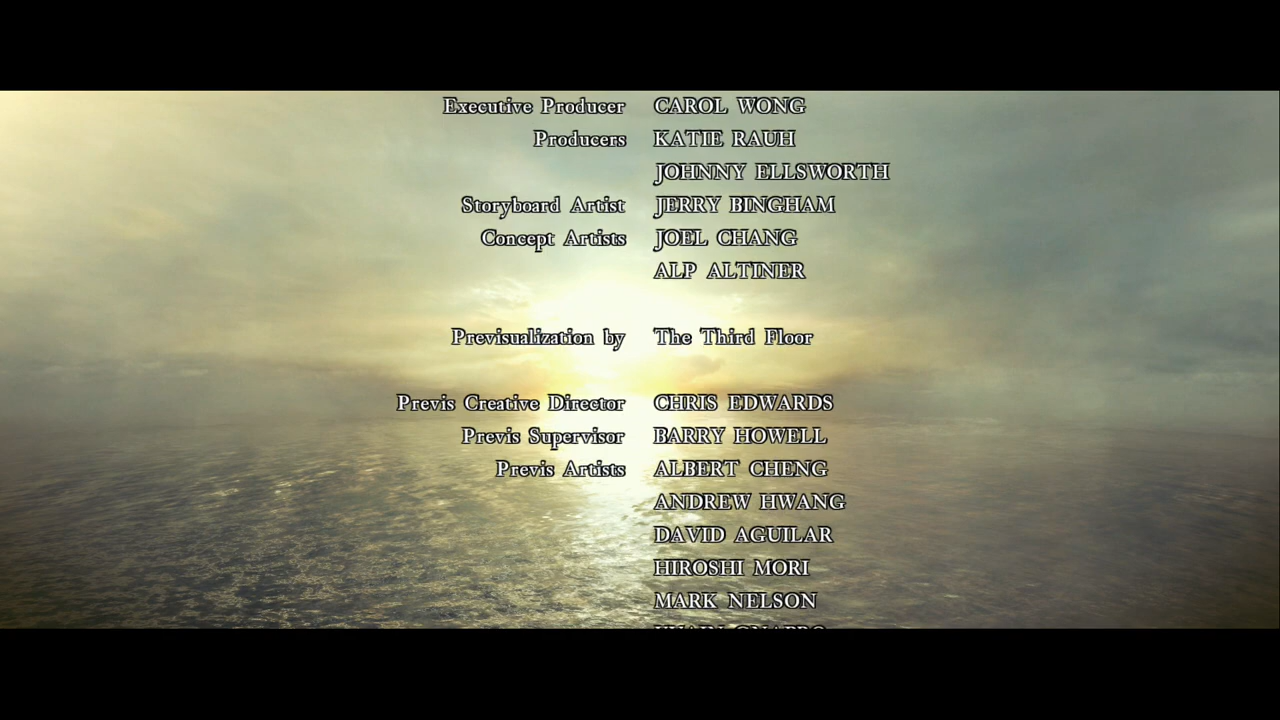 Executive Producer CAROL WONG
Producers KATIE RAUH
JOHNNY ELLSWORTH
Storyboard Artist JERRY BINGHAM
Concept Artists JOEL CHANG
ALP ALTINER
Previsualization by The Third Floor
Previs Creative Director CHRIS EDWARDS
Previs Supervisor BARRY HOWELL
Previs Artists ALBERT CHENG
ANDREW HWANG
DAVID AGUILAR
HIROSHI MORI
MARK NELSON